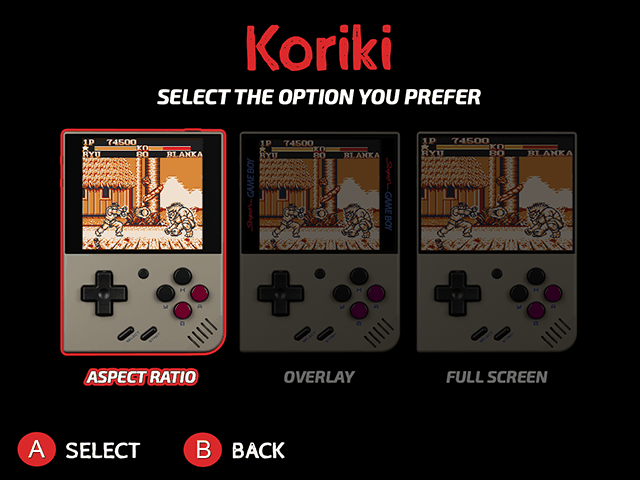 Koriki
SELECT THE OPTION YOU PREFER
1P 74500
KO
RYU 80 BLANKA
1P 74500
KO
RYU 80 BLANKA
Super GAME BOY
Super GAME BOY
1P 74500
KO
RYU 80 BLANKA
ASPECT RATIO
OVERLAY
FULL SCREEN
A SELECT
B BACK